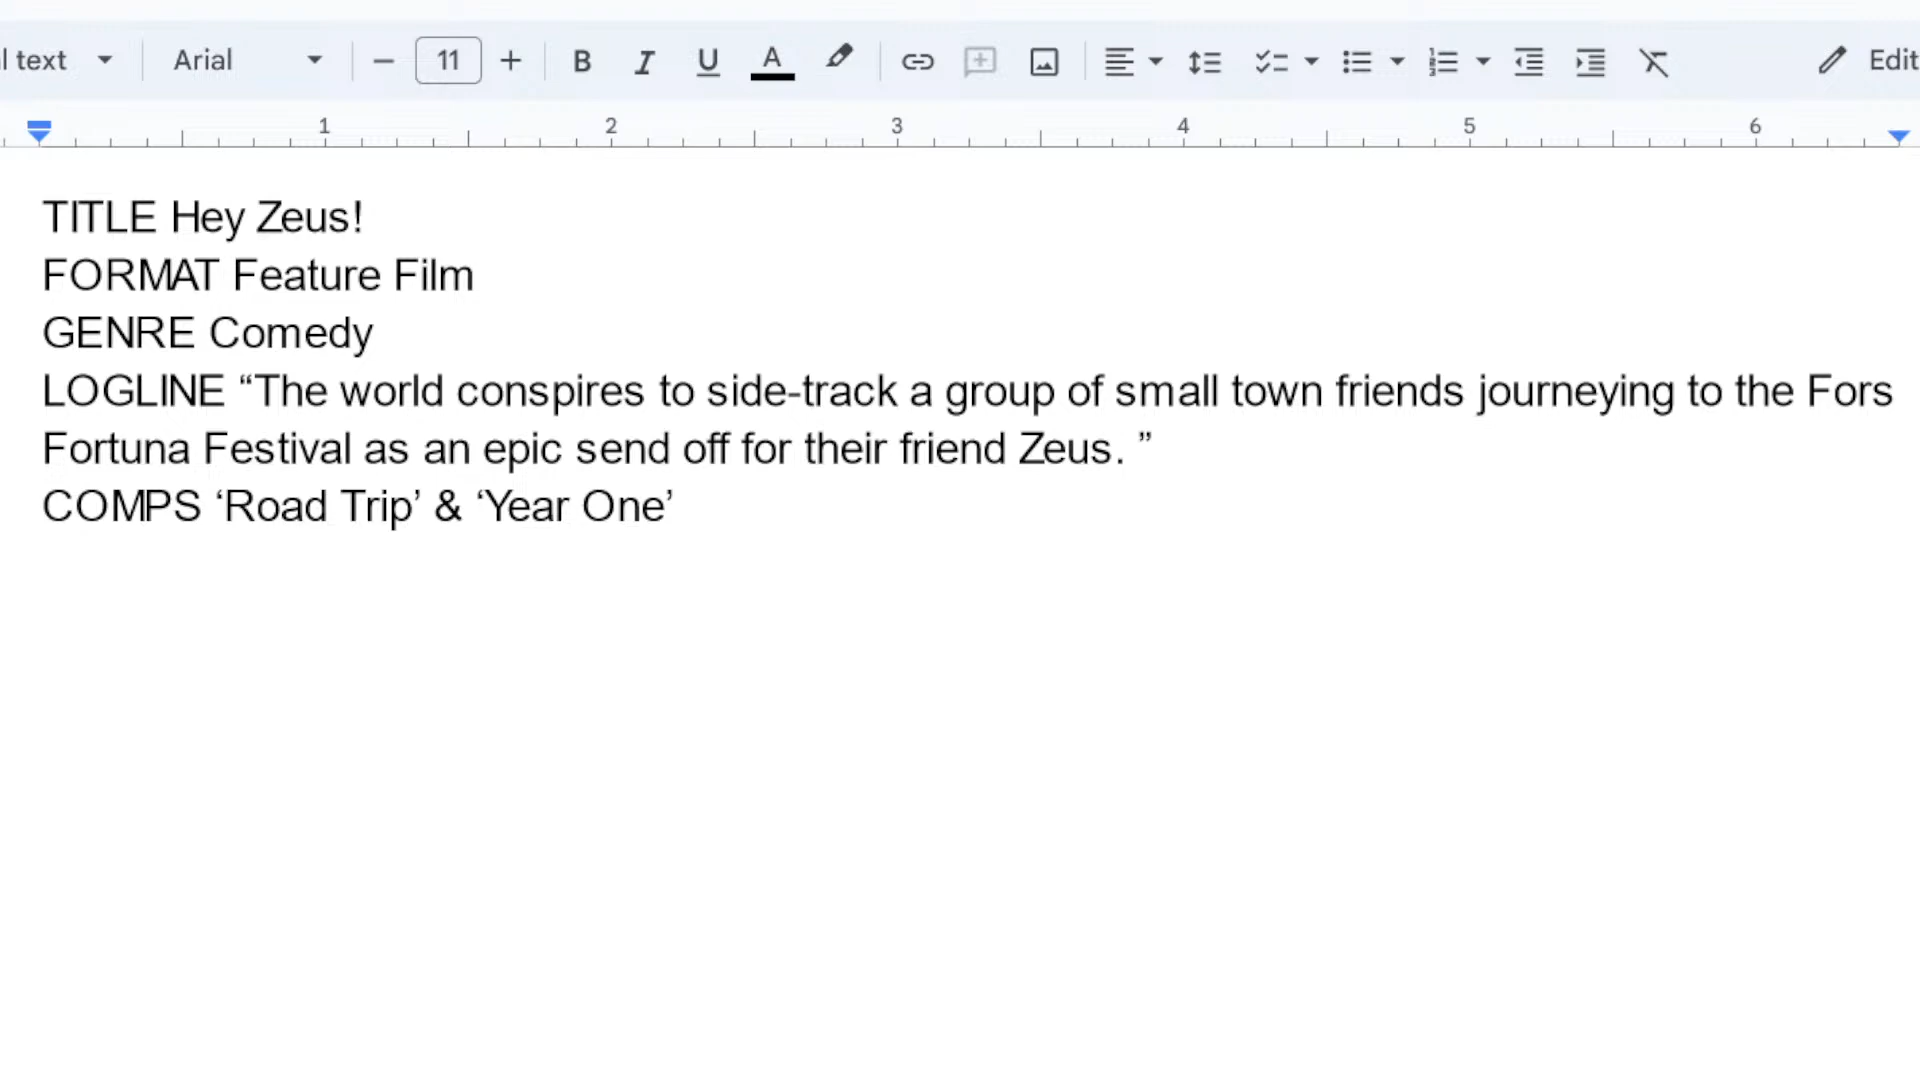 l text Arial 11 B I U A Edit
1 2 3 4 5 6
TITLE Hey Zeus!
FORMAT Feature Film
GENRE Comedy
LOGLINE “The world conspires to side-track a group of small town friends journeying to the Fors
Fortuna Festival as an epic send off for their friend Zeus. ”
COMPS ‘Road Trip’ & ‘Year One’